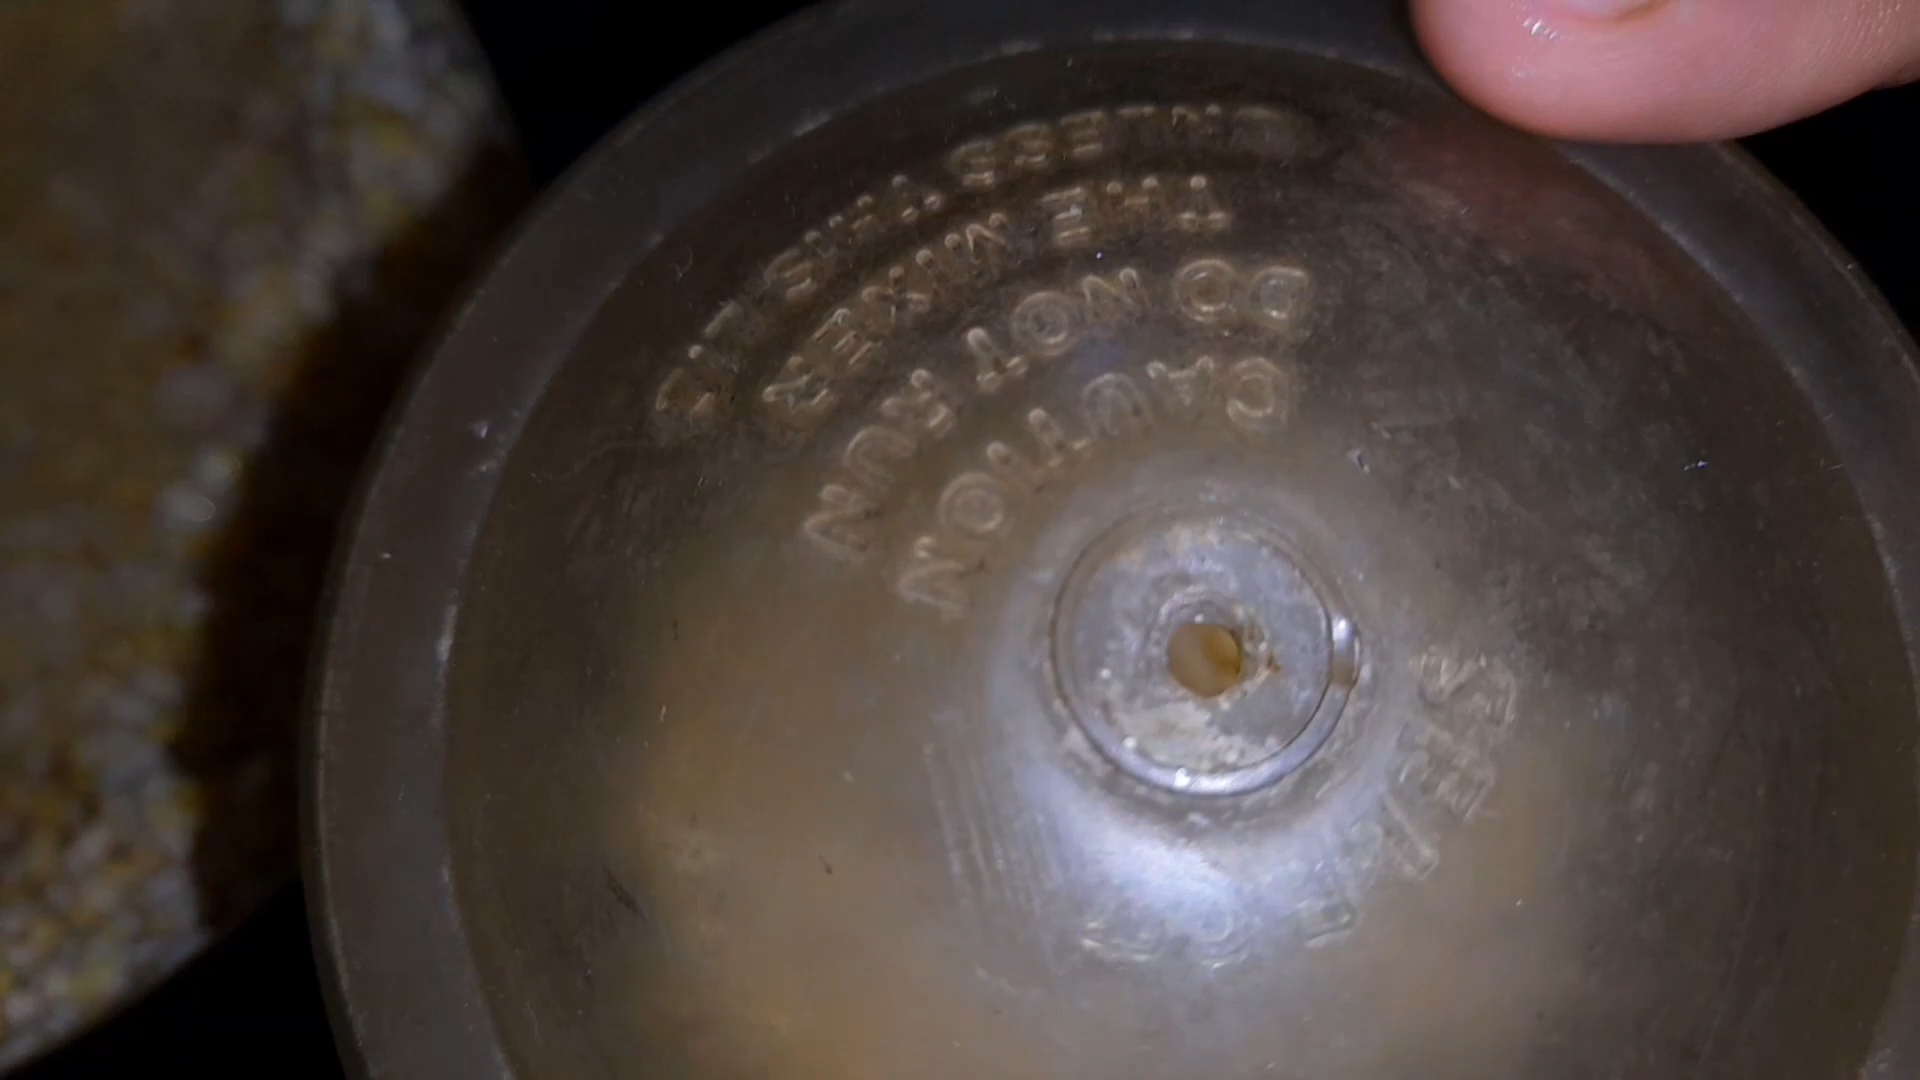 CAUTION
DO NOT RUN
THE MIXER
UNLESS THIS LID